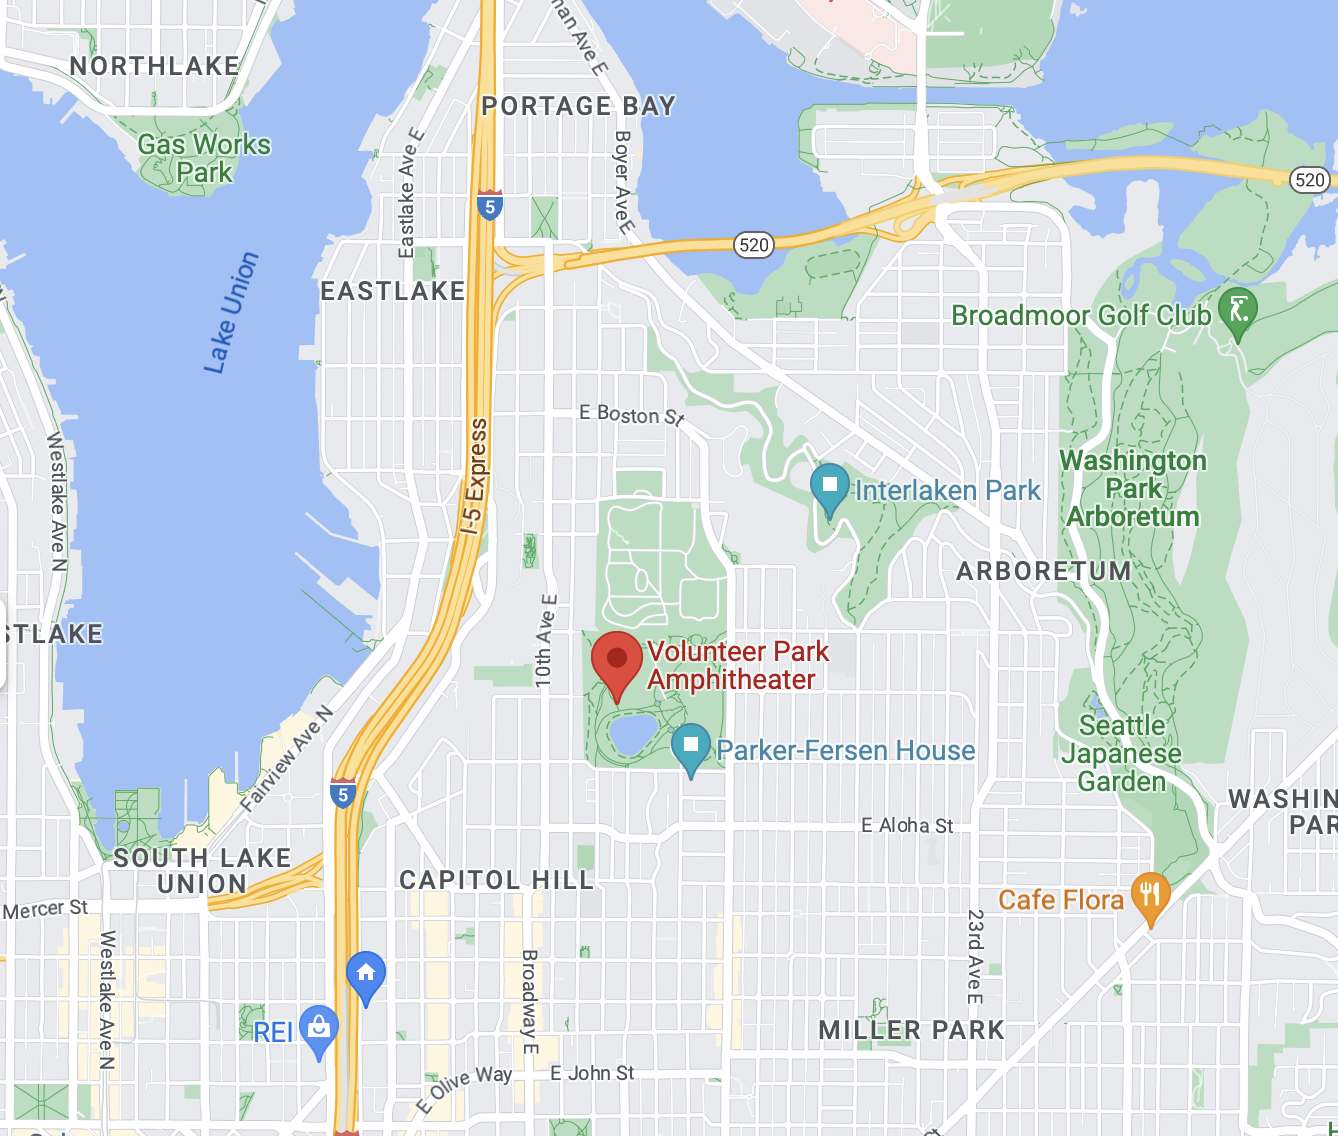 NORTHLAKE
man Ave E
PORTAGE BAY
Gas Works
Park
Eastlake Ave E
Boyer Ave E
520
5
520
Lake Union
EASTLAKE
Broadmoor Golf Club
E Boston St
Westlake Ave N
I-5 Express
Washington
Park
Arboretum
Interlaken Park
ARBORETUM
STLAKE
10th Ave E
Volunteer Park
Amphitheater
Fairview Ave N
Parker-Fersen House
Seattle
Japanese
Garden
5
WASHIN
PAR
E Aloha St
SOUTH LAKE
UNION
CAPITOL HILL
Cafe Flora
Mercer St
Westlake Ave N
Broadway E
23rd Ave E
REI
MILLER PARK
E Olive Way
E John St